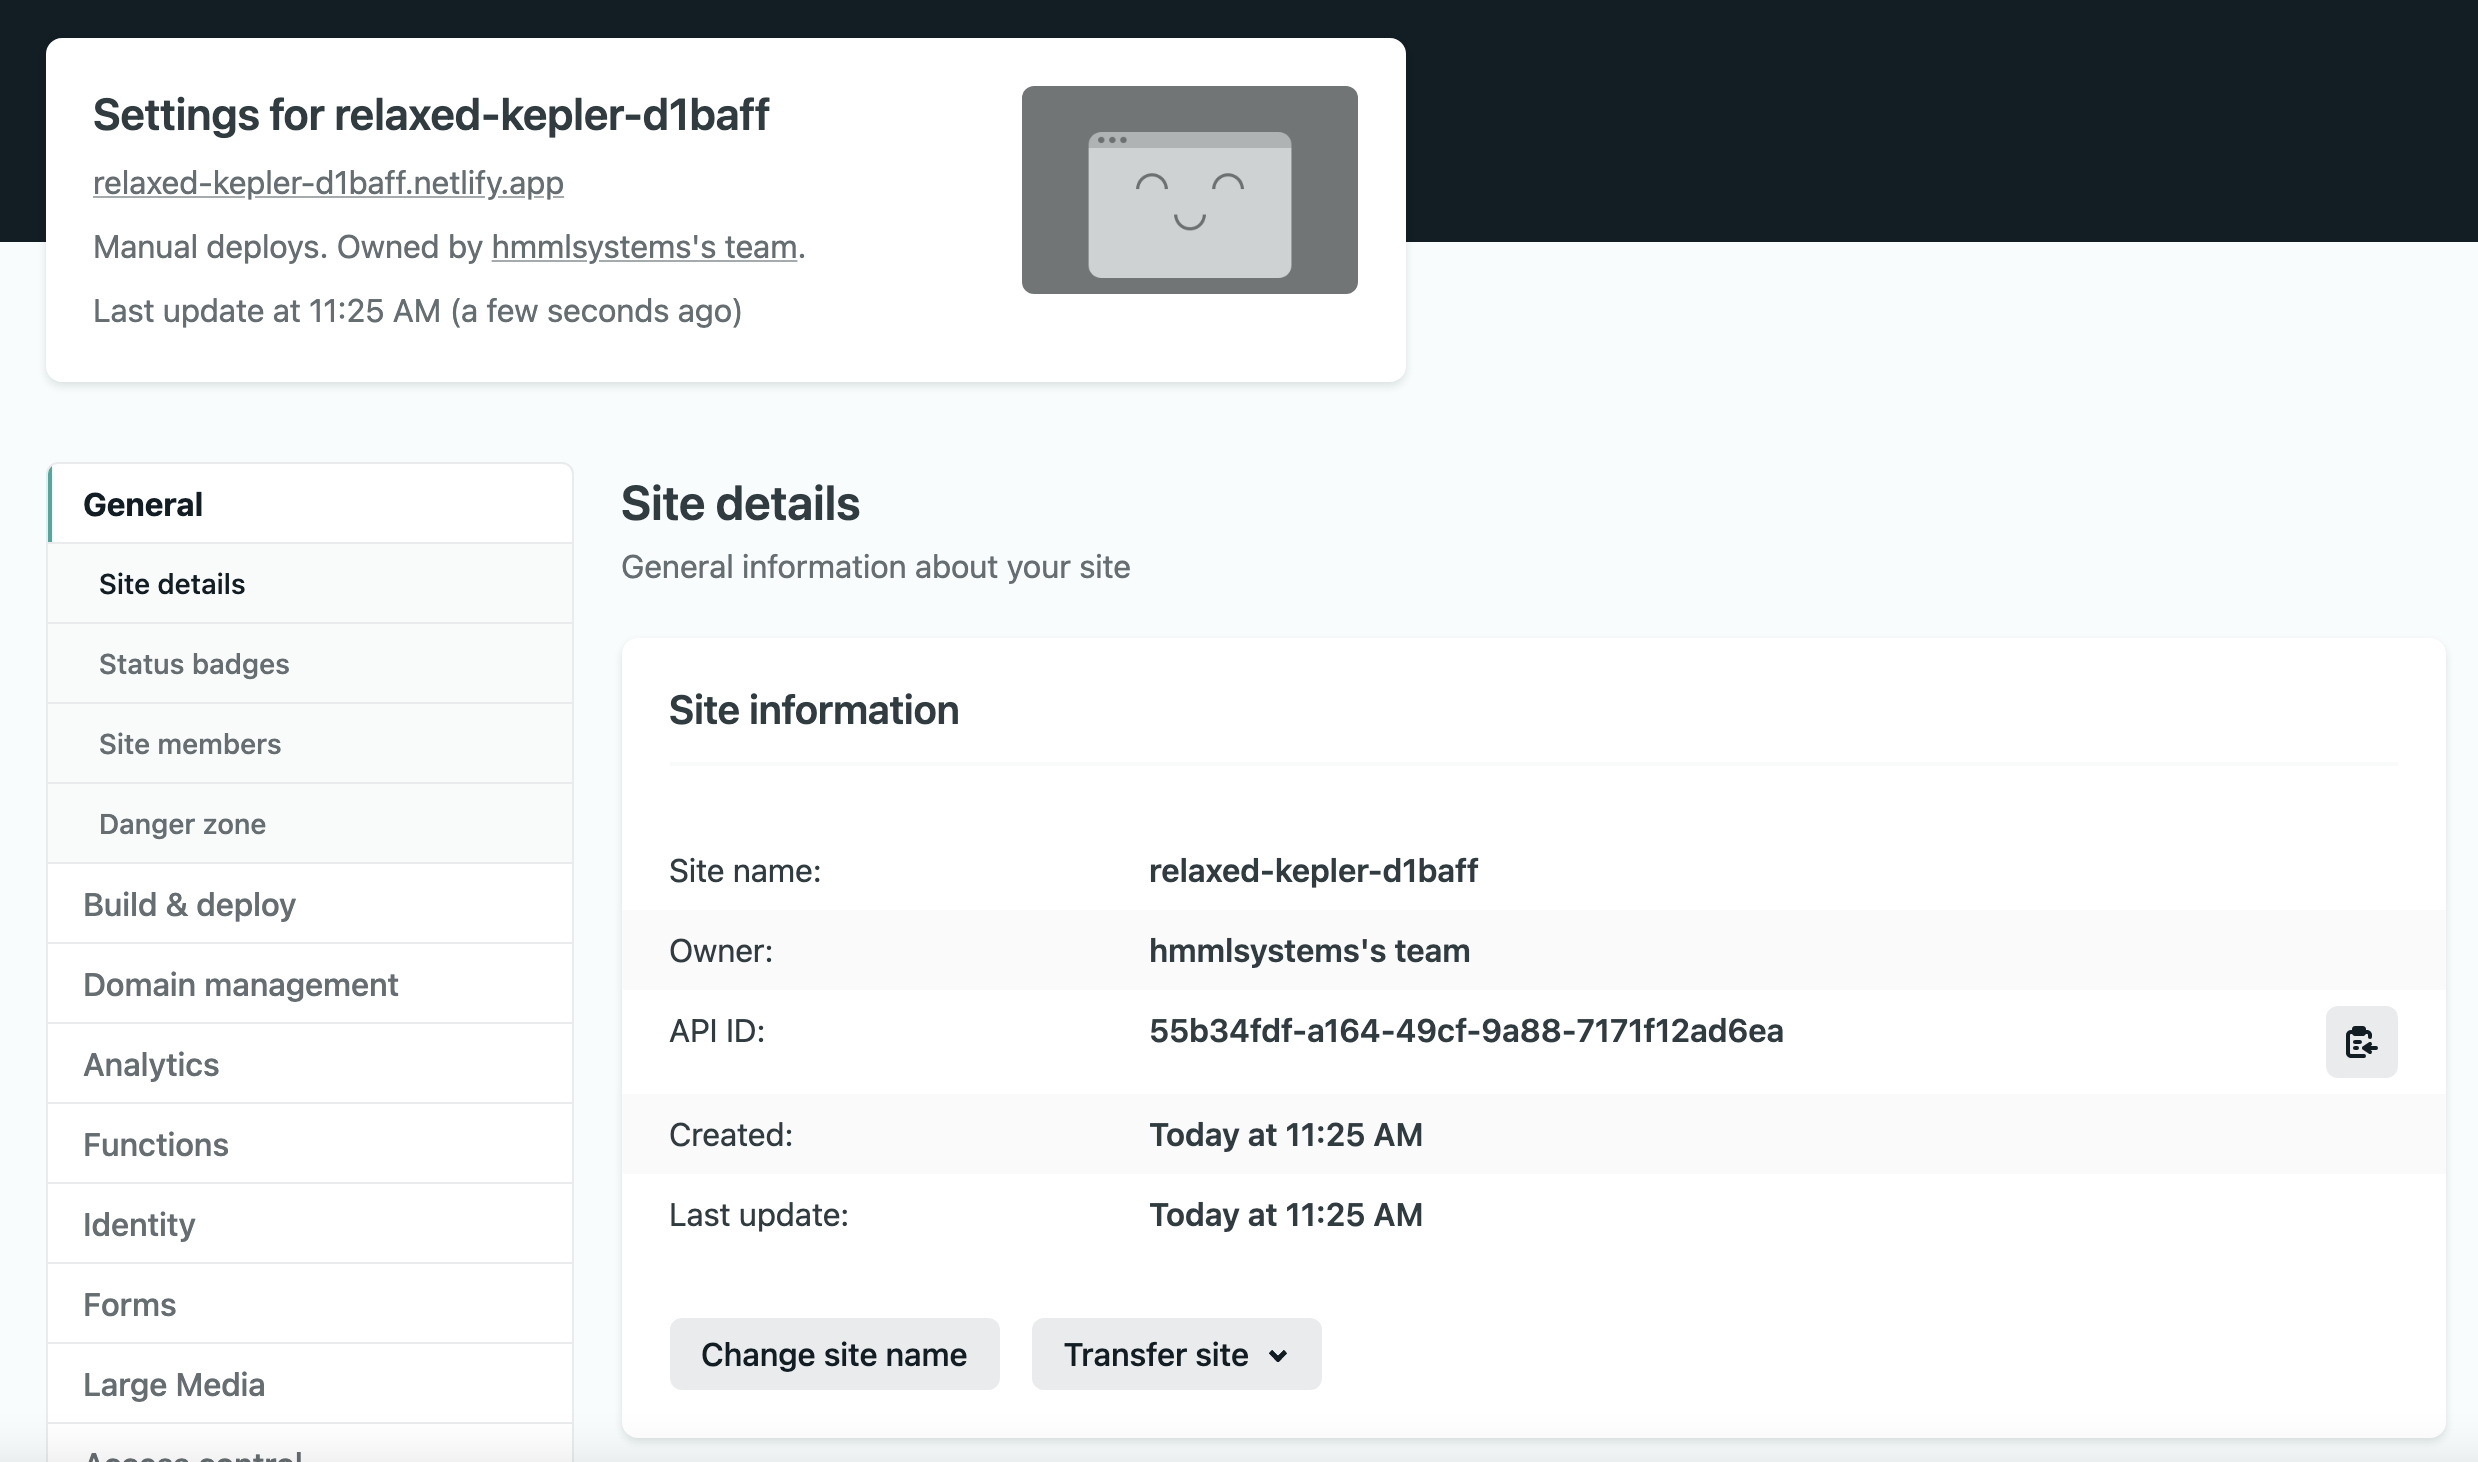 Settings for relaxed-kepler-d1baff
relaxed-kepler-d1baff.netlify.app
Manual deploys. Owned by hmmlsystems's team.
Last update at 11:25 AM (a few seconds ago)
General
Site details
Status badges
Site members
Danger zone
Build & deploy
Domain management
Analytics
Functions
Identity
Forms
Large Media
Access control
Site details
General information about your site
Site information
Site name: relaxed-kepler-d1baff
Owner: hmmlsystems's team
API ID: 55b34fdf-a164-49cf-9a88-7171f12ad6ea
Created: Today at 11:25 AM
Last update: Today at 11:25 AM
Change site name Transfer site